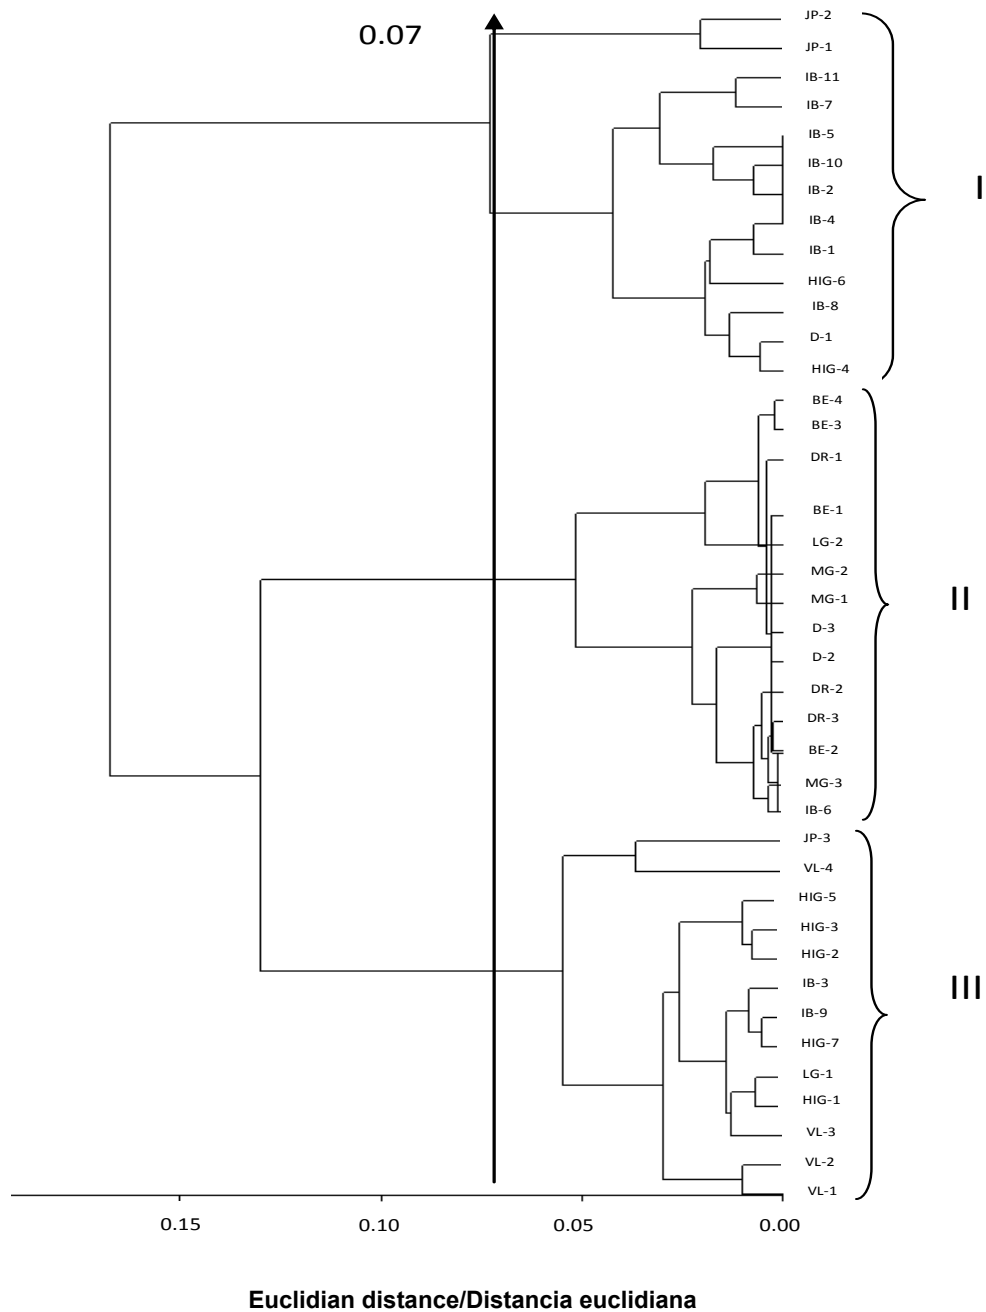 0.07
JP-2
JP-1
IB-11
IB-7
IB-5
IB-10
IB-2
IB-4
IB-1
HIG-6
IB-8
D-1
HIG-4
I
BE-4
BE-3
DR-1
BE-1
LG-2
MG-2
MG-1
D-3
D-2
DR-2
DR-3
BE-2
MG-3
IB-6
II
JP-3
VL-4
HIG-5
HIG-3
HIG-2
IB-3
IB-9
HIG-7
LG-1
HIG-1
VL-3
VL-2
VL-1
III
0.15 0.10 0.05 0.00
Euclidian distance/Distancia euclidiana